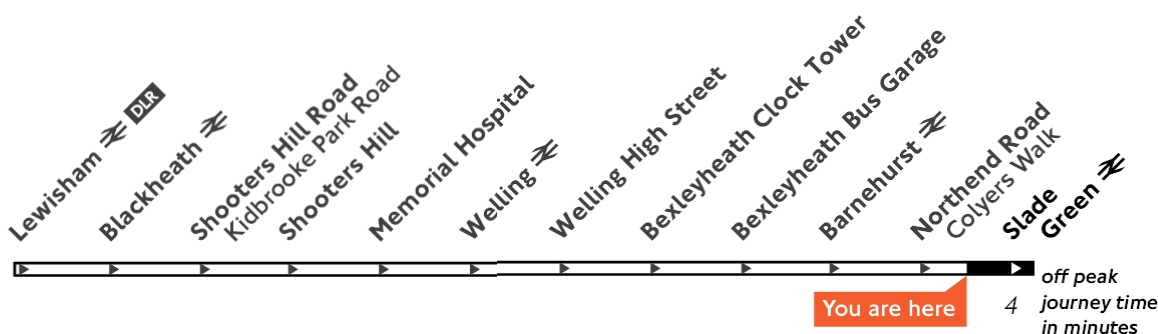 Lewisham DLR
Blackheath
Shooters Hill Road
Kidbrooke Park Road
Shooters Hill
Memorial Hospital
Welling
Welling High Street
Bexleyheath Clock Tower
Bexleyheath Bus Garage
Barnehurst
Northend Road
Colyers Walk
Slade
Green
You are here
4
off peak
journey time
in minutes